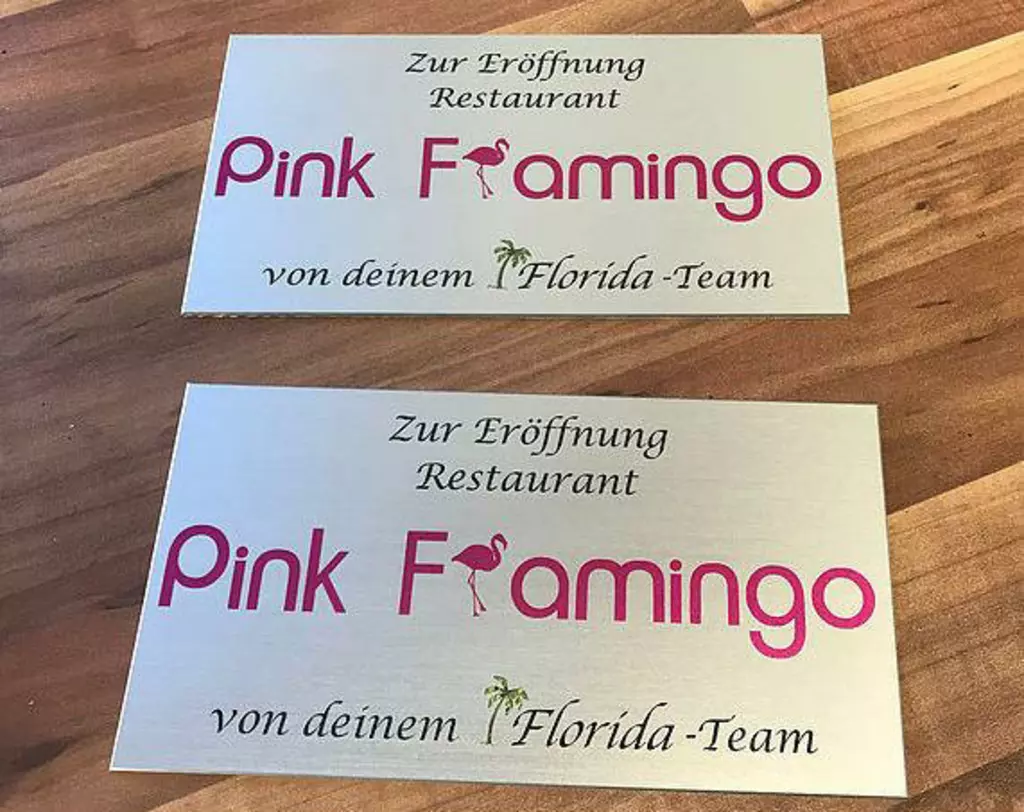 Zur Eröffnung
Restaurant
Pink Flamingo
von deinem Florida-Team
Zur Eröffnung
Restaurant
Pink Flamingo
von deinem Florida-Team